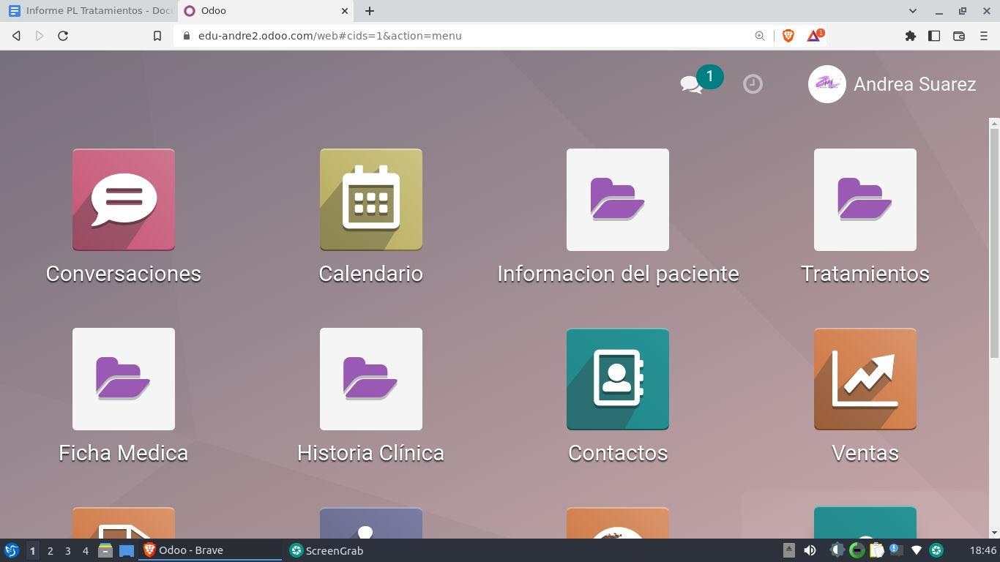 Informe PL Tratamientos - Docu
Odoo
edu-andre2.odoo.com/web#cids=1&action=menu
1
1
Andrea Suarez
Conversaciones
Calendario
Informacion del paciente
Tratamientos
Ficha Medica
Historia Clínica
Contactos
Ventas
1 2 3 4
Odoo - Brave
ScreenGrab
18:46